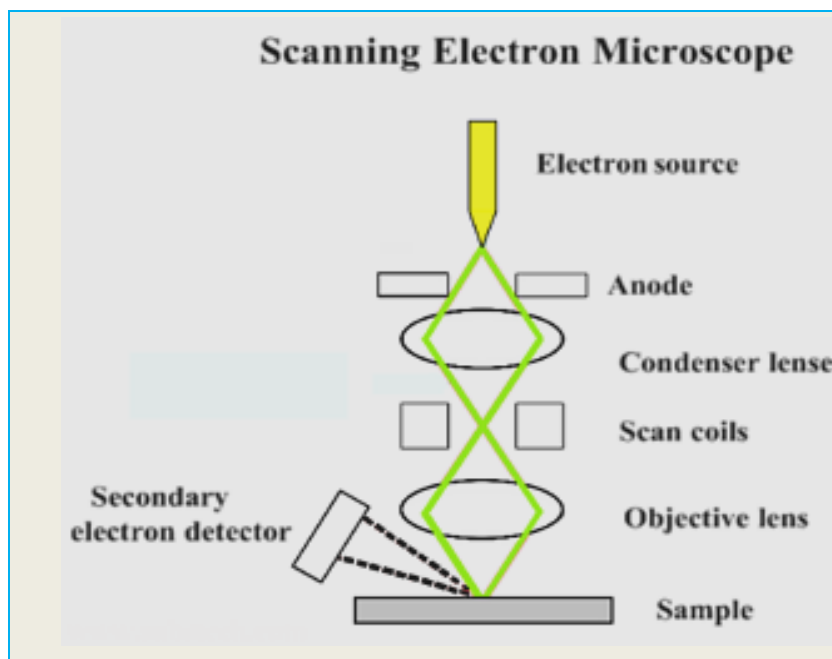 Scanning Electron Microscope
Electron source
Anode
Condenser lense
Scan coils
Secondary
electron detector
Objective lens
Sample